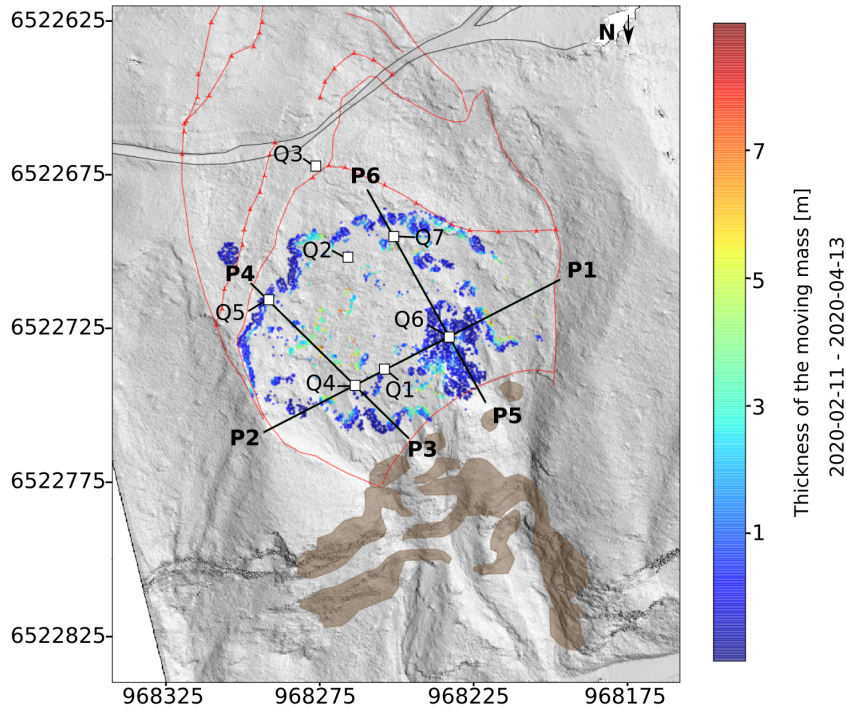 6522625
6522675
6522725
6522775
6522825
968325
968275
968225
968175
N
Q3
P6
Q2
Q7
P4
P1
Q5
Q6
Q4
Q1
P2
P3
P5
7
5
3
1
Thickness of the moving mass [m]
2020-02-11 - 2020-04-13